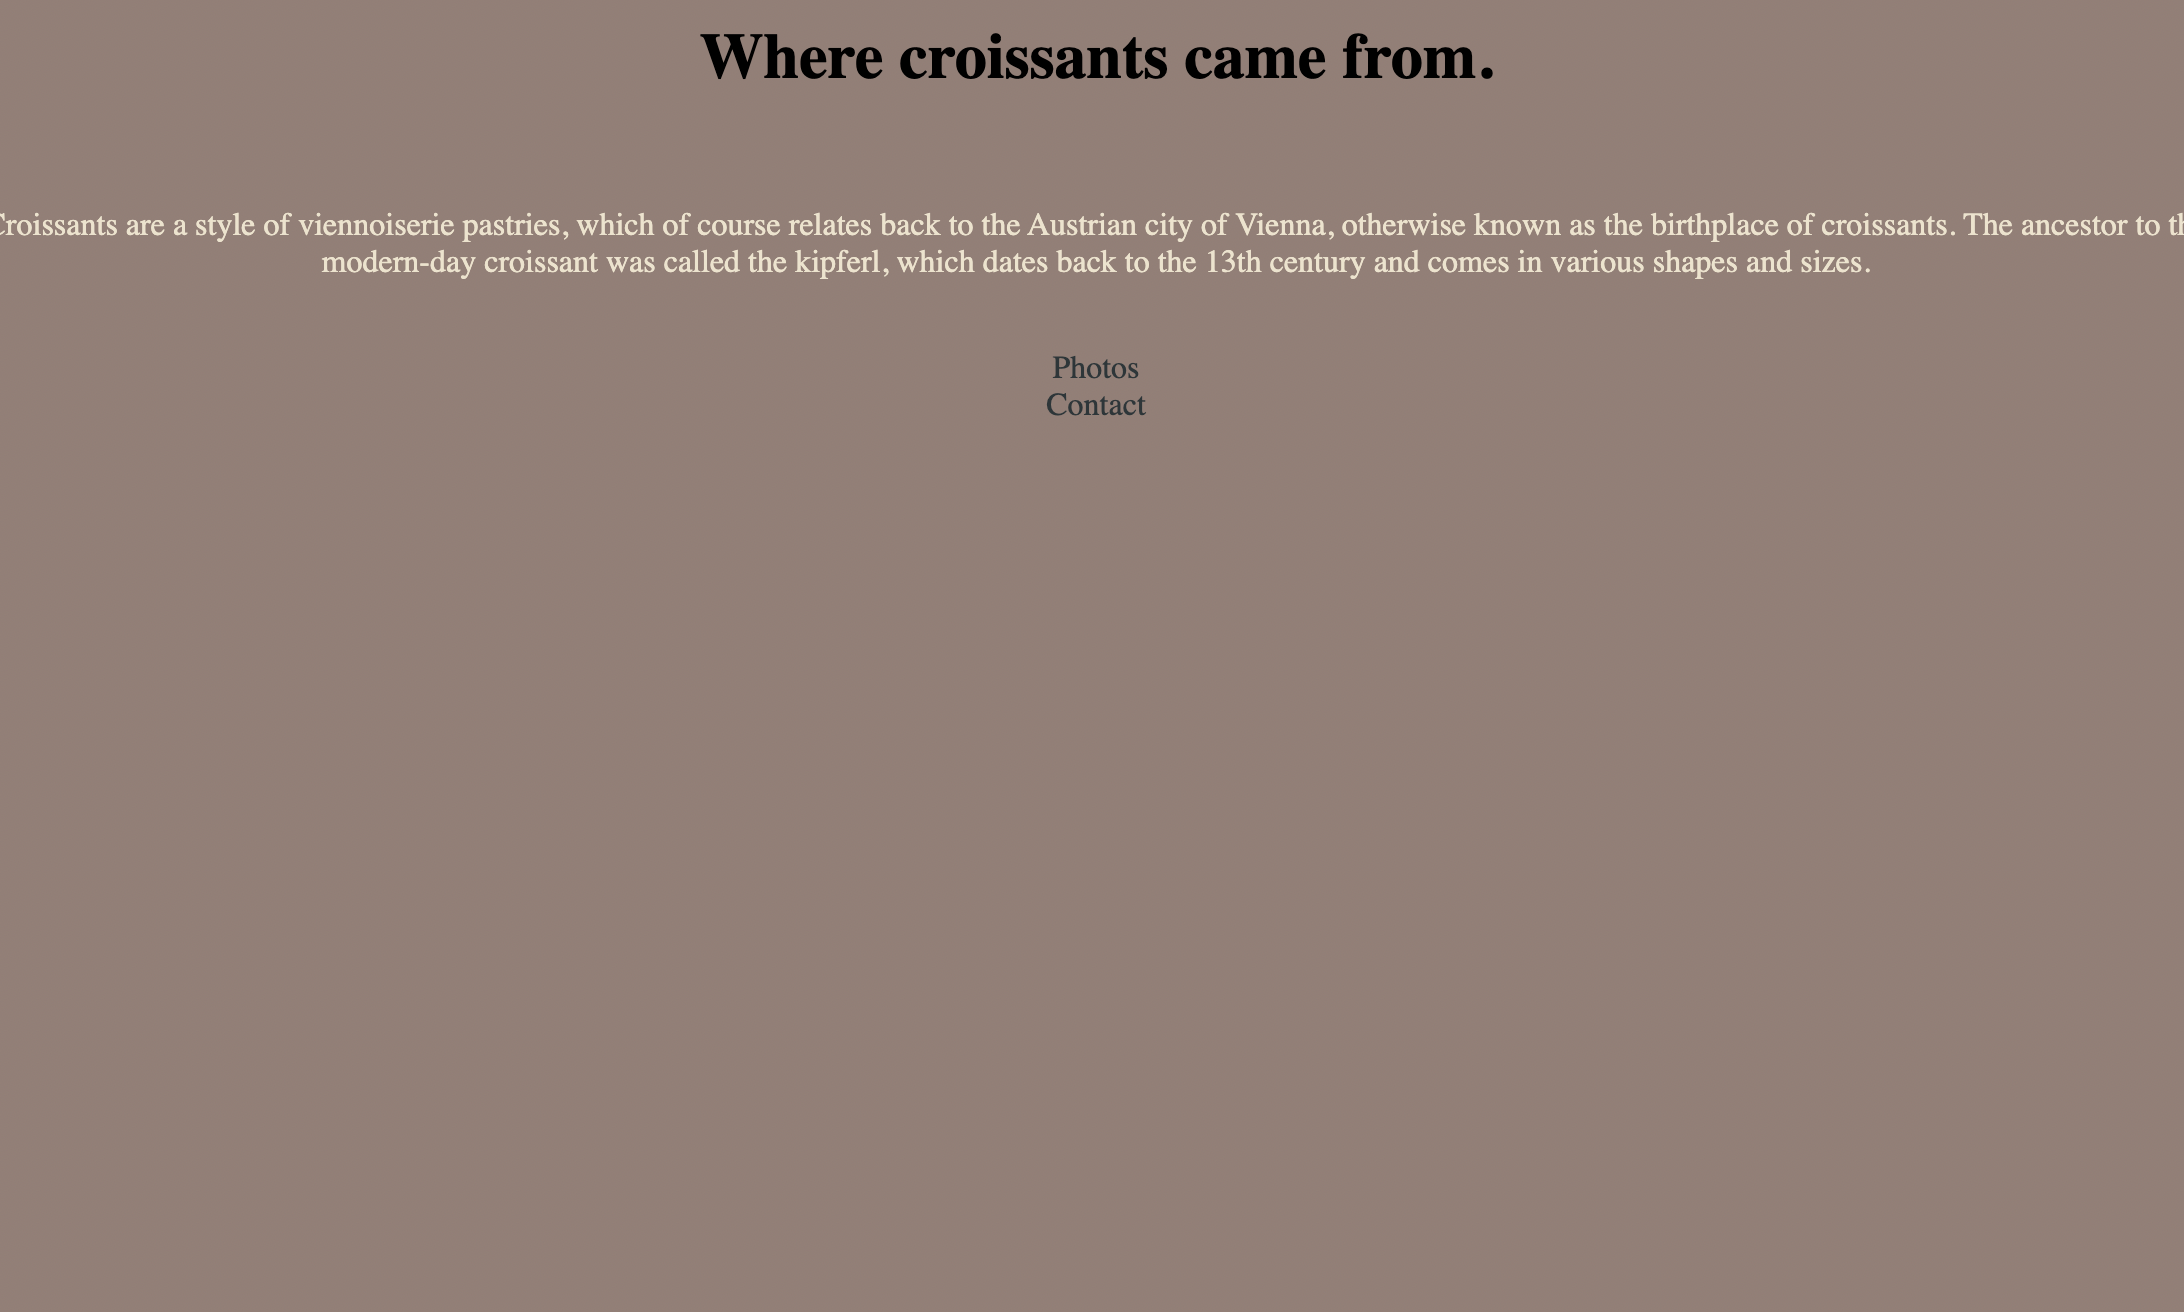 Where croissants came from.
Croissants are a style of viennoiserie pastries, which of course relates back to the Austrian city of Vienna, otherwise known as the birthplace of croissants. The ancestor to th
modern-day croissant was called the kipferl, which dates back to the 13th century and comes in various shapes and sizes.
Photos
Contact